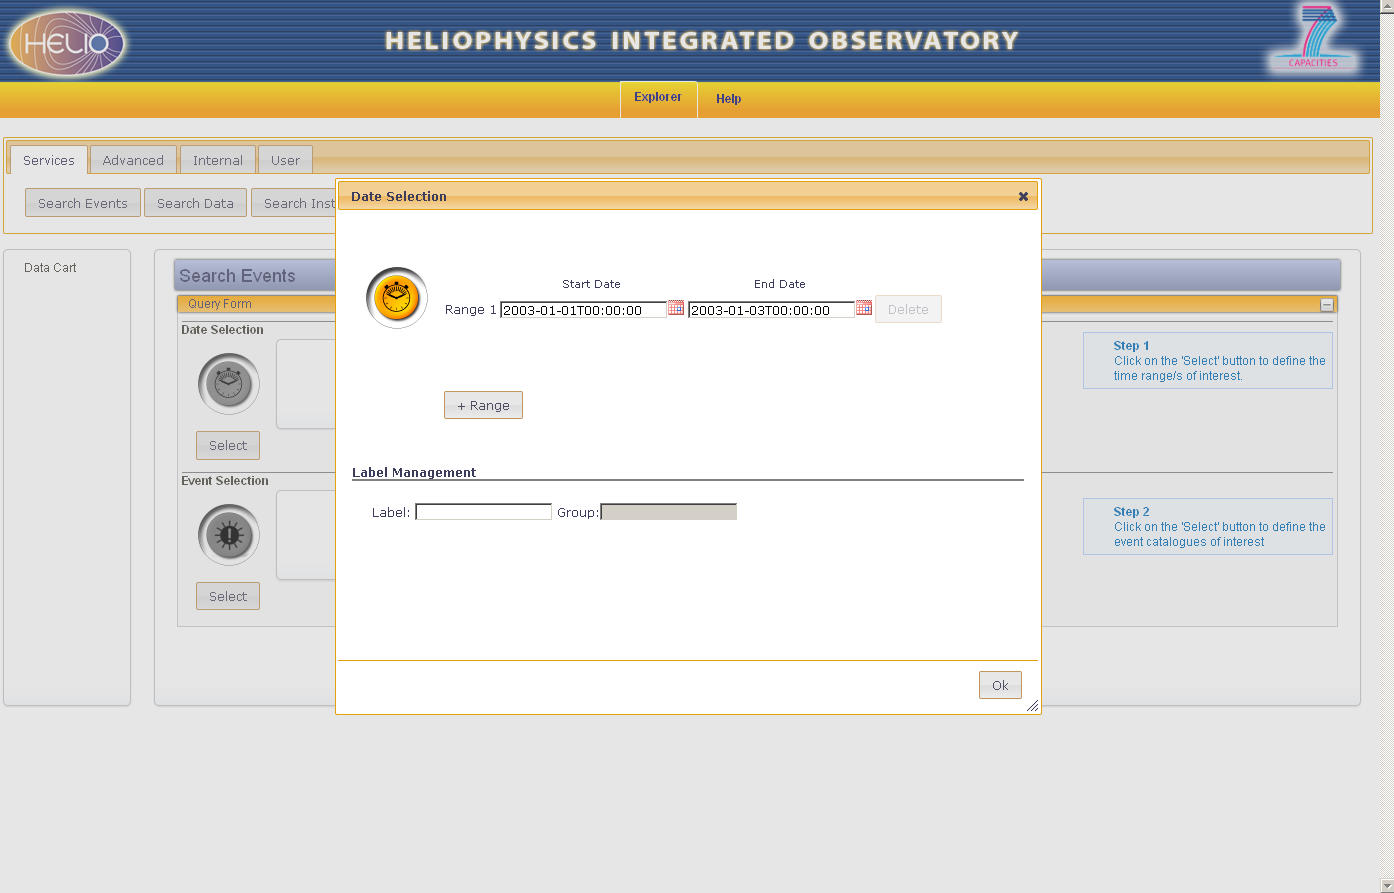 HELIO
HELIOPHYSICS INTEGRATED OBSERVATORY
7
CAPACITIES
Explorer
Help
Services
Advanced
Internal
User
Search Events
Search Data
Search Inst
Date Selection
Data Cart
Search Events
Query Form
Date Selection
Select
Event Selection
Select
Start Date
End Date
Range 1
2003-01-01T00:00:00
2003-01-03T00:00:00
Delete
+ Range
Label Management
Label:
Group:
Ok
Step 1
Click on the 'Select' button to define the
time range/s of interest.
Step 2
Click on the 'Select' button to define the
event catalogues of interest